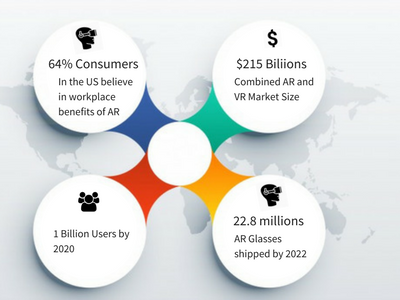 64% Consumers
In the US believe
in workplace
benefits of AR
$
$215 Biliions
Combined AR and
VR Market Size
1 Billion Users by
2020
22.8 millions
AR Glasses
shipped by 2022